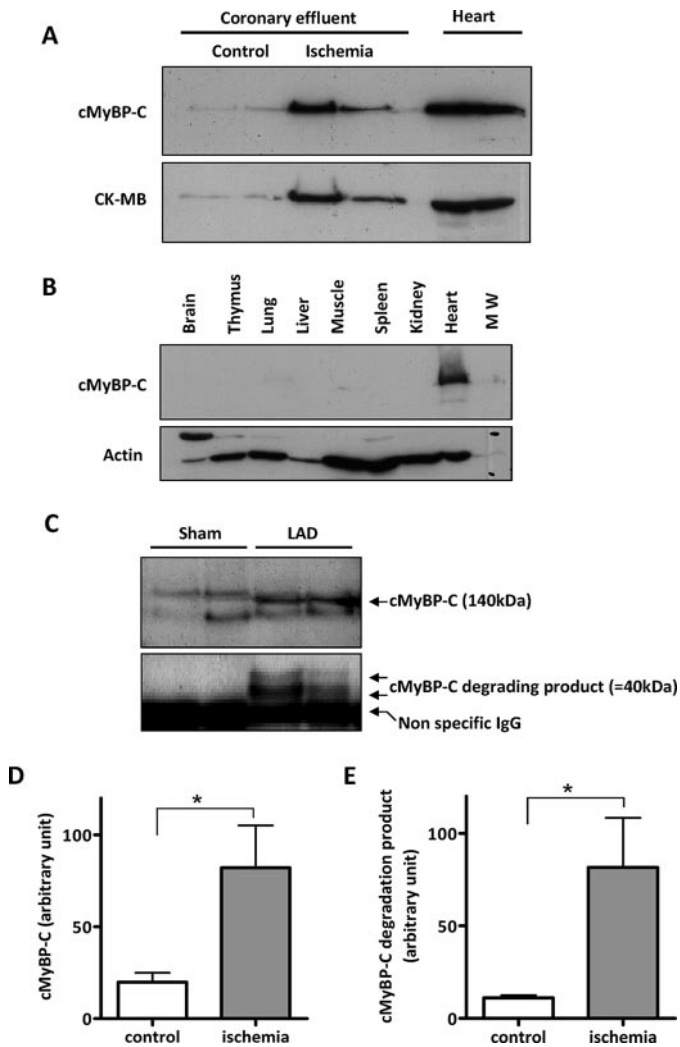 A
Coronary effluent Heart
Control Ischemia
cMyBP-C
CK-MB
B
Brain Thymus Lung Liver Muscle Spleen Kidney Heart M W
cMyBP-C
Actin
C
Sham LAD
cMyBP-C (140kDa)
cMyBP-C degrading product (=40kDa)
Non specific IgG
D
cMyBP-C (arbitrary unit)
*
100
50
0
control ischemia
E
cMyBP-C degradation product
(arbitrary unit)
*
100
50
0
control ischemia